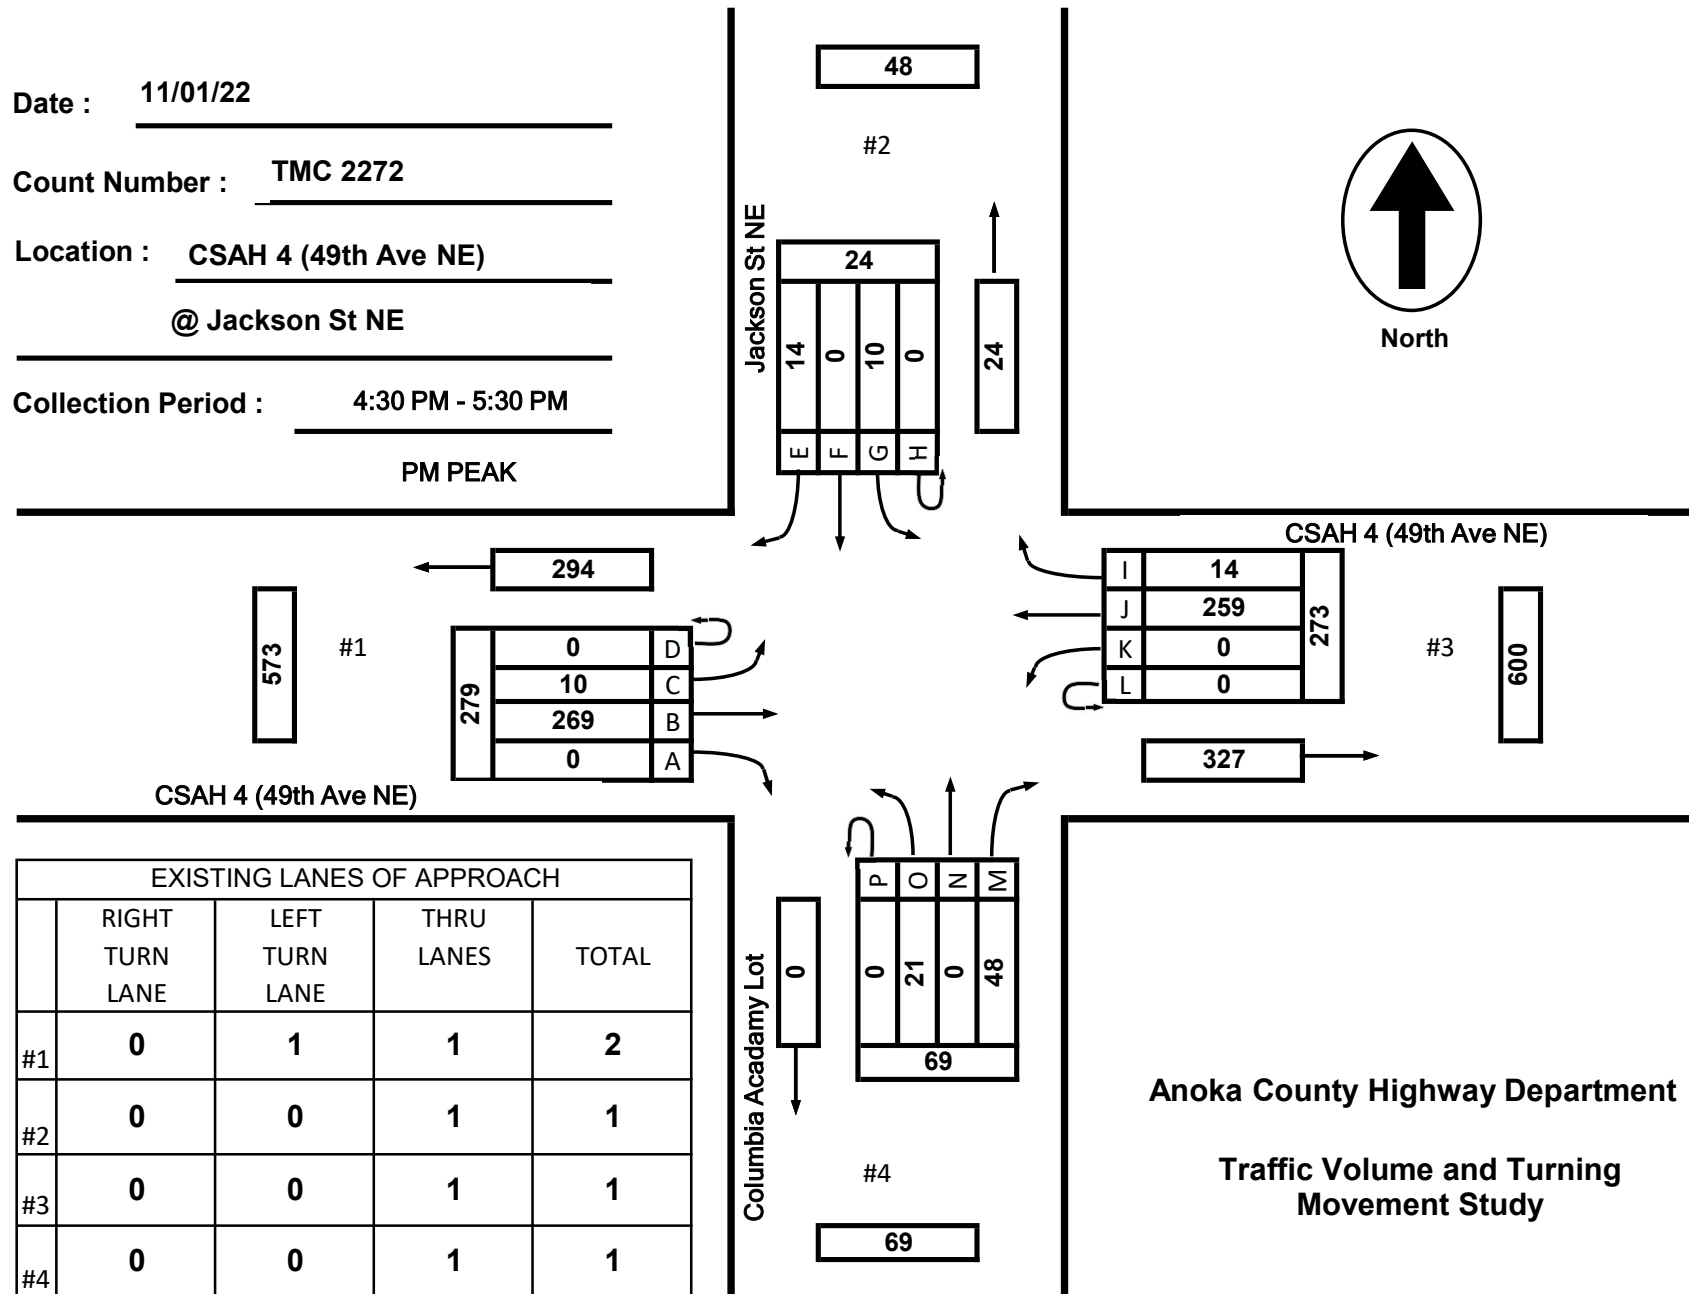 Date : 11/01/22
Count Number : TMC 2272
Location : CSAH 4 (49th Ave NE)
@ Jackson St NE
Collection Period : 4:30 PM - 5:30 PM
PM PEAK
48
#2
Jackson St NE
24
14 0 10 0
E F G H
24
North
CSAH 4 (49th Ave NE)
294
573
#1
279
0 D
10 C
269 B
0 A
CSAH 4 (49th Ave NE)
I 14
J 259
K 0
L 0
273
#3
600
327
P O N M
0 21 0 48
69
0
Columbia Acadamy Lot
#4
69
EXISTING LANES OF APPROACH
RIGHT LEFT THRU
TURN TURN LANES TOTAL
LANE LANE
#1 0 1 1 2
#2 0 0 1 1
#3 0 0 1 1
#4 0 0 1 1
Anoka County Highway Department
Traffic Volume and Turning
Movement Study